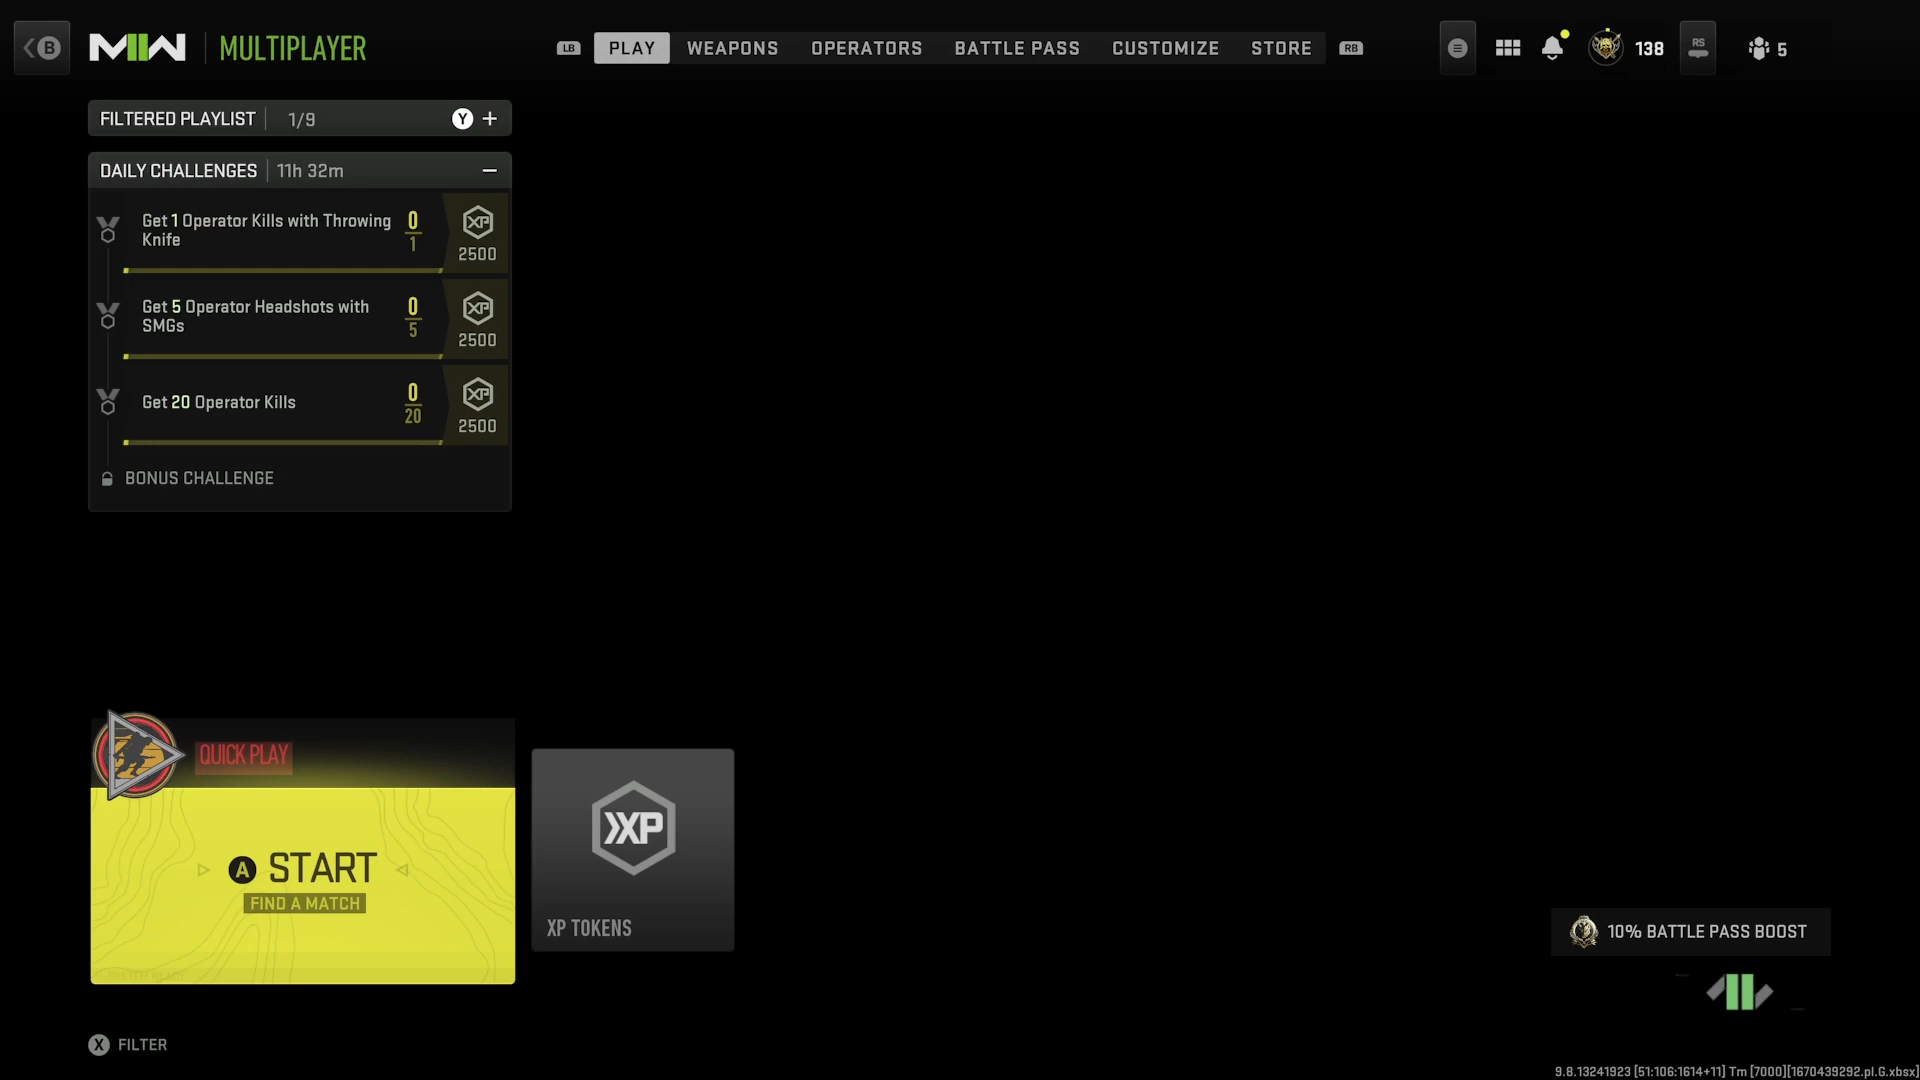 B
MW
MULTIPLAYER
LB
PLAY
WEAPONS
OPERATORS
BATTLE PASS
CUSTOMIZE
STORE
RB
138
RS
5
FILTERED PLAYLIST
1/9
Y +
DAILY CHALLENGES
11h 32m
Get 1 Operator Kills with Throwing
Knife
0
1
XP
2500
Get 5 Operator Headshots with
SMGs
0
5
XP
2500
Get 20 Operator Kills
0
20
XP
2500
BONUS CHALLENGE
QUICK PLAY
A START
FIND A MATCH
SYSTEM READY
XP
XP TOKENS
10% BATTLE PASS BOOST
X FILTER
9.8.13241923 [51:106:1614+11] Tm [7000][1670439292.pl.G.xbsx]